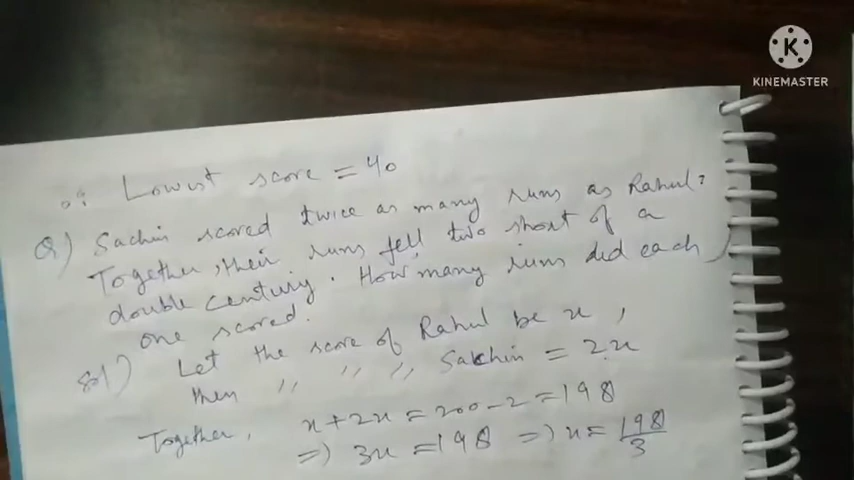 KINEMASTER
∴ Lowest score = 40
Q) Sachin scored twice as many runs as Rahul?
Together, their runs fell two short of a
double century. How many runs did each
one scored.
Sol) Let the score of Rahul be x,
then " " " Sachin = 2x
Together, x + 2x = 200 - 2 = 198
=> 3x = 198 => x = 198/3